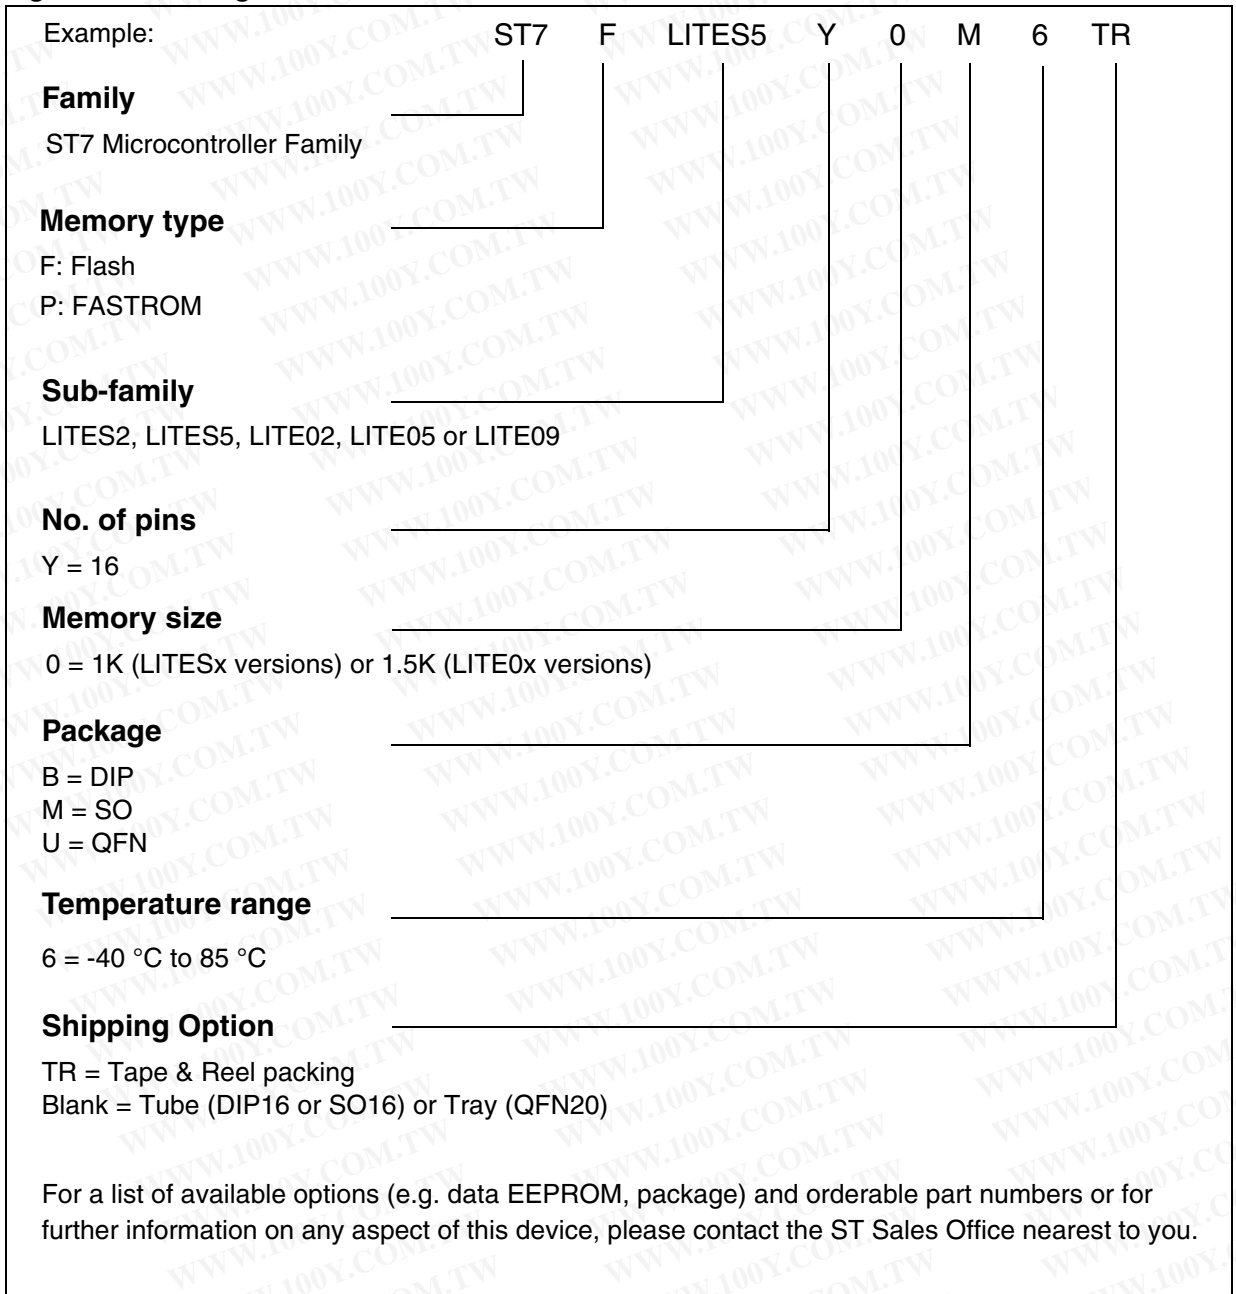 Example: ST7 F LITES5 Y 0 M 6 TR
Family
ST7 Microcontroller Family
Memory type
F: Flash
P: FASTROM
Sub-family
LITES2, LITES5, LITE02, LITE05 or LITE09
No. of pins
Y = 16
Memory size
0 = 1K (LITESx versions) or 1.5K (LITE0x versions)
Package
B = DIP
M = SO
U = QFN
Temperature range
6 = -40 °C to 85 °C
Shipping Option
TR = Tape & Reel packing
Blank = Tube (DIP16 or SO16) or Tray (QFN20)
For a list of available options (e.g. data EEPROM, package) and orderable part numbers or for
further information on any aspect of this device, please contact the ST Sales Office nearest to you.
WWW.100Y.COM.TW